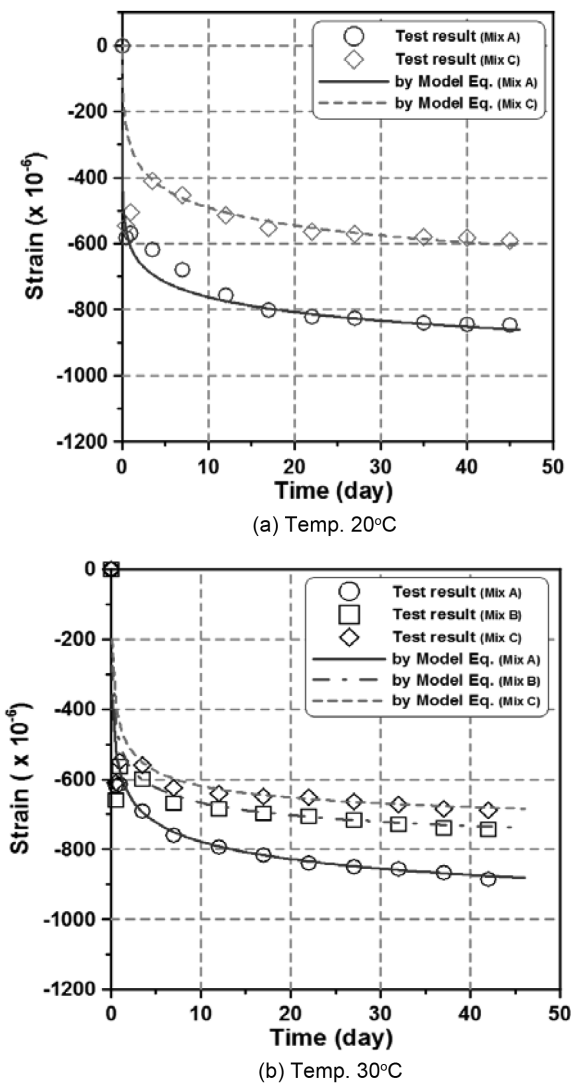 Test result (Mix A)
Test result (Mix C)
by Model Eq. (Mix A)
by Model Eq. (Mix C)
0
-200
-400
-600
-800
-1000
-1200
Strain (x 10-6)
0 10 20 30 40 50
Time (day)
(a) Temp. 20oC
Test result (Mix A)
Test result (Mix B)
Test result (Mix C)
by Model Eq. (Mix A)
by Model Eq. (Mix B)
by Model Eq. (Mix C)
0
-200
-400
-600
-800
-1000
-1200
Strain ( x 10-6)
0 10 20 30 40 50
Time (day)
(b) Temp. 30oC